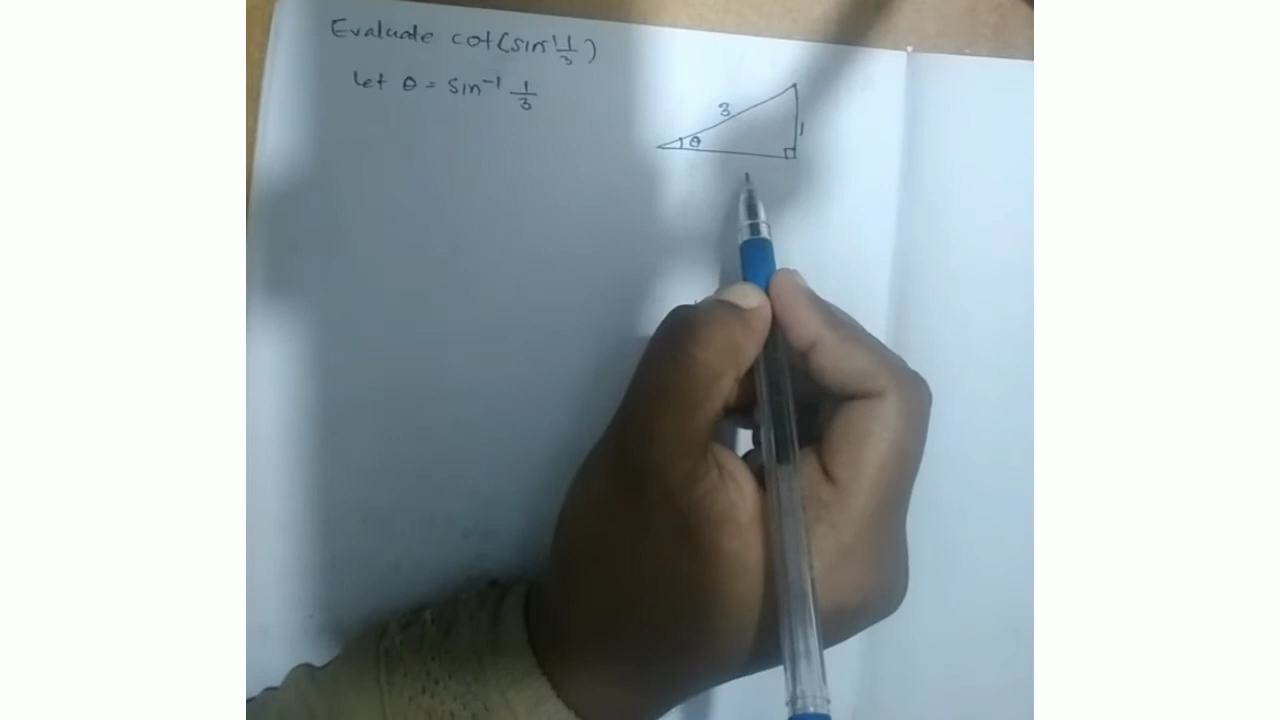 Evaluate cot(sin⁻¹ 1/3)
Let θ = sin⁻¹ 1/3
3
1
θ